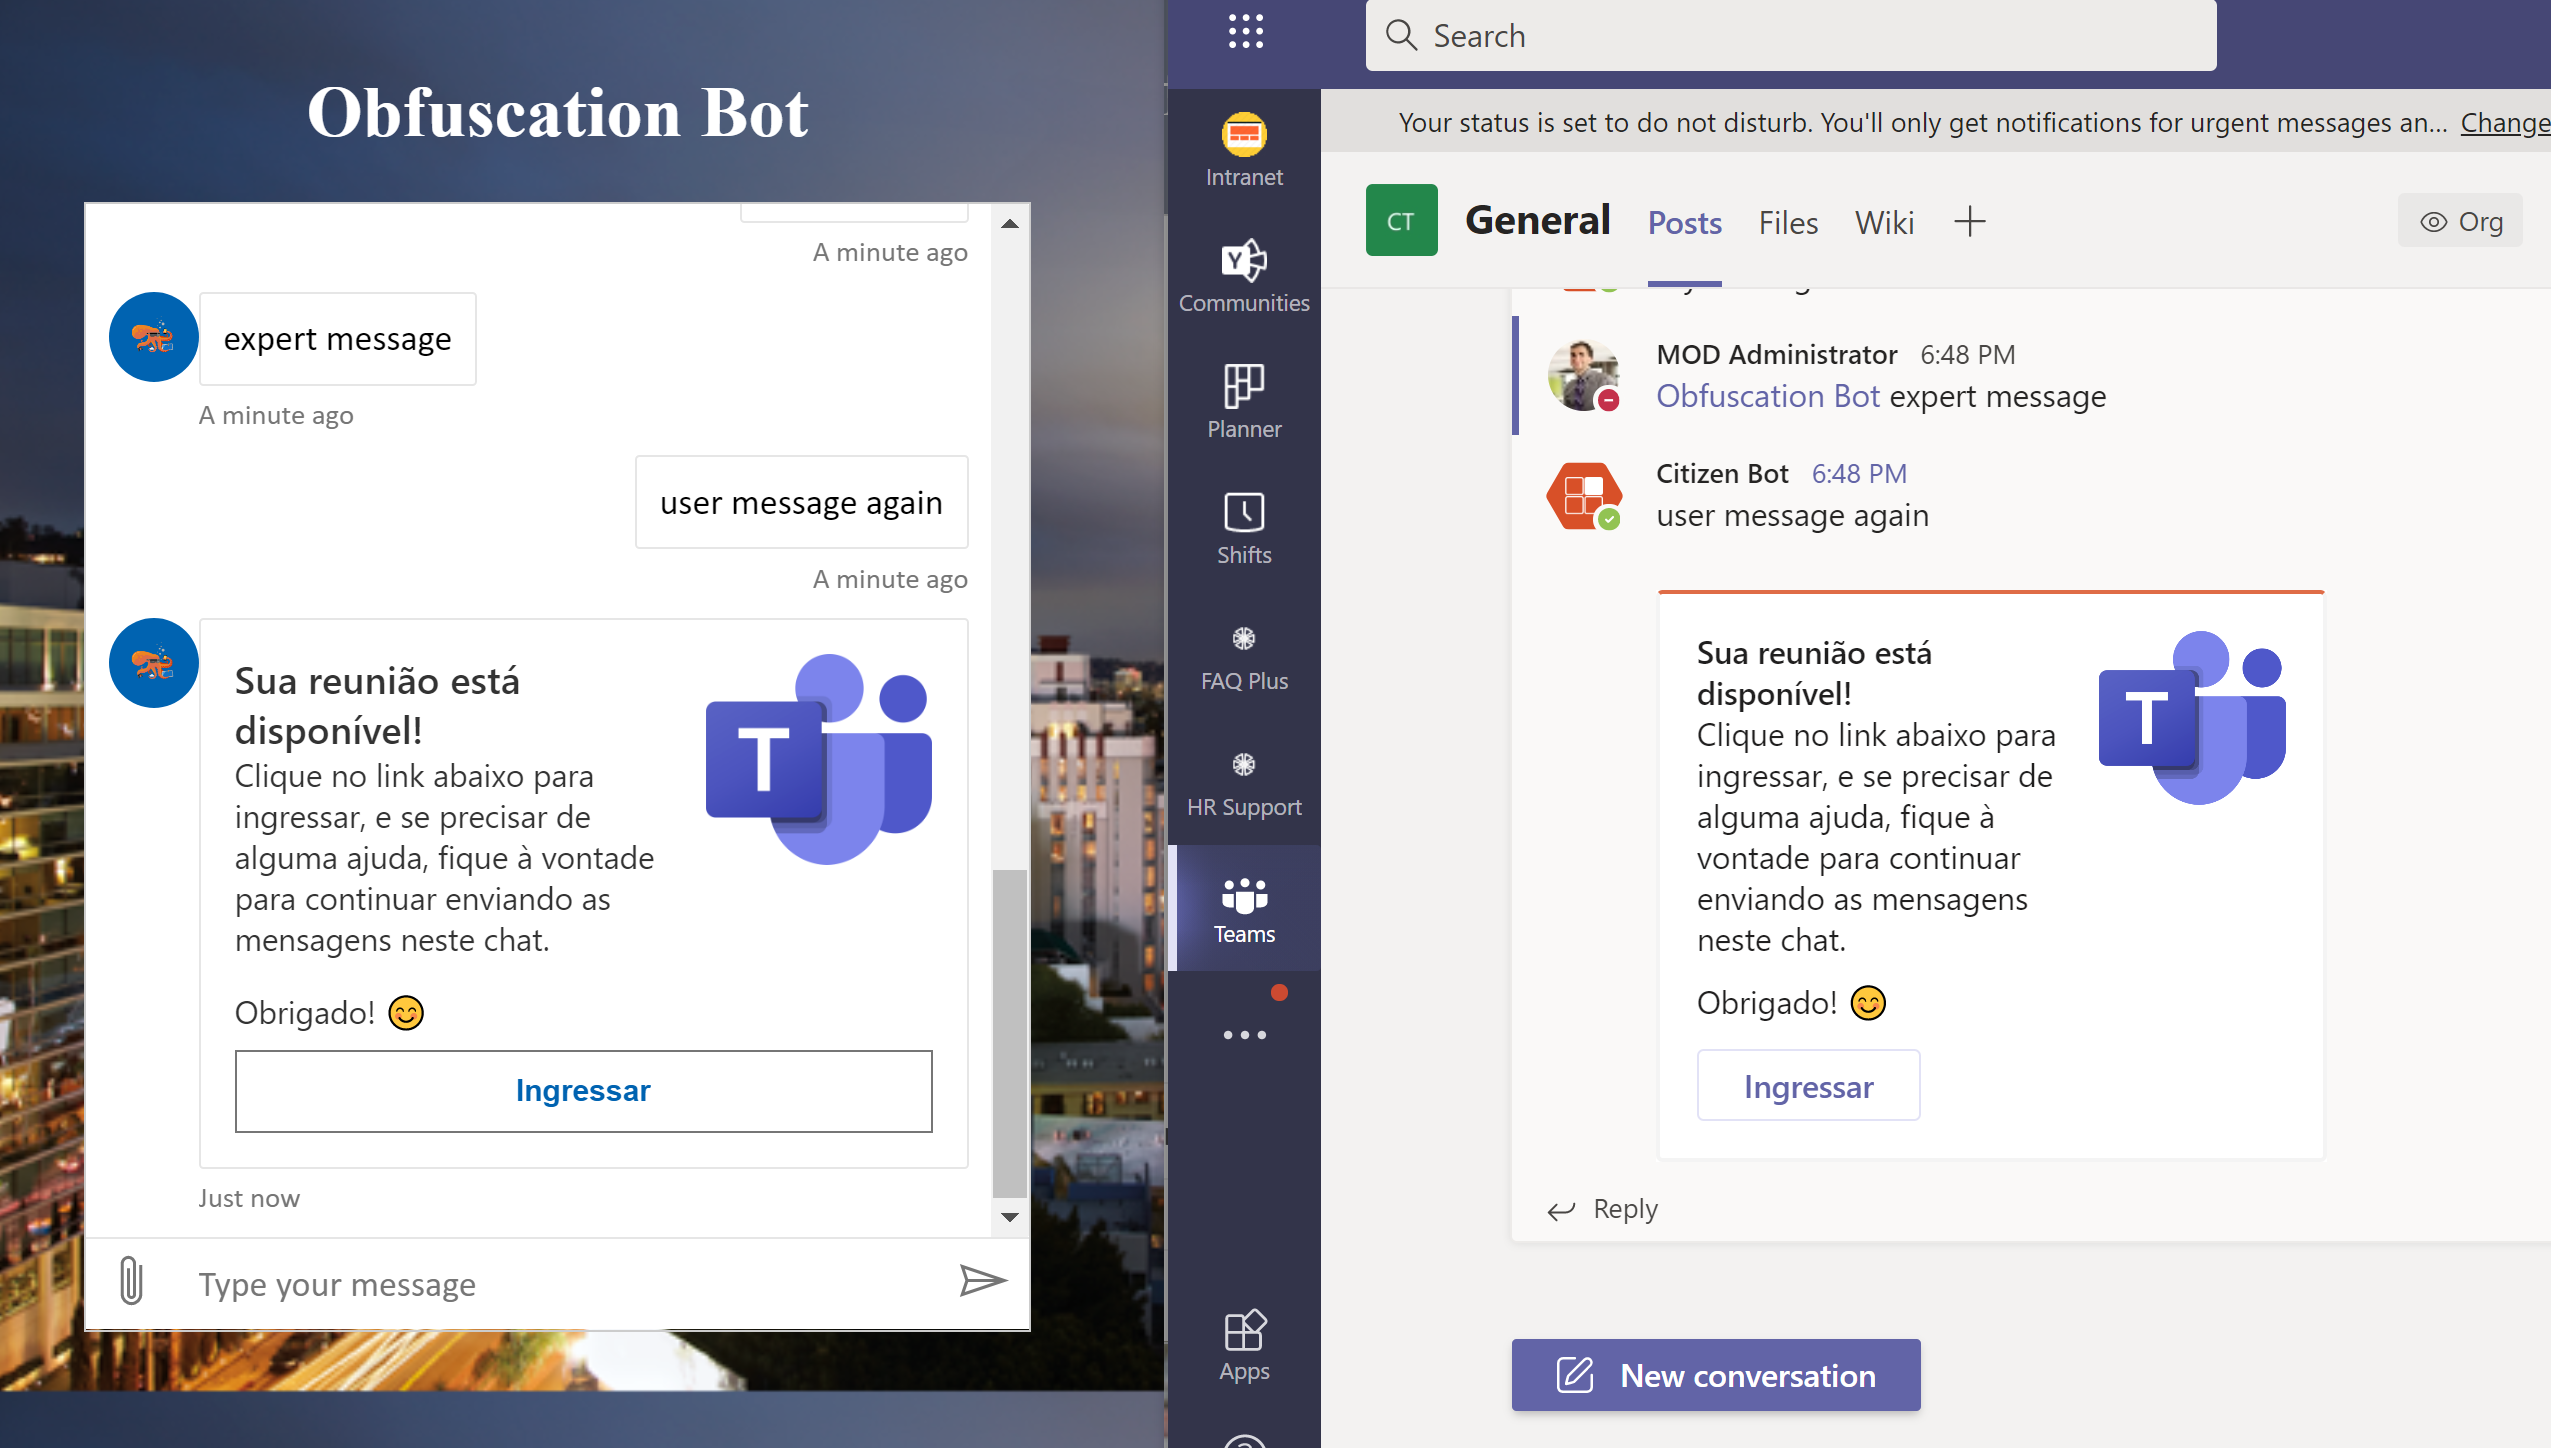 Obfuscation Bot
A minute ago
expert message
A minute ago
user message again
A minute ago
Sua reunião está
disponível!
Clique no link abaixo para
ingressar, e se precisar de
alguma ajuda, fique à vontade
para continuar enviando as
mensagens neste chat.
Obrigado! 😊
Ingressar
Just now
Type your message
Search
Your status is set to do not disturb. You'll only get notifications for urgent messages an... Change
Intranet
Communities
Planner
Shifts
FAQ Plus
HR Support
Teams
Apps
CT
General Posts Files Wiki
Org
MOD Administrator 6:48 PM
Obfuscation Bot expert message
Citizen Bot 6:48 PM
user message again
Sua reunião está
disponível!
Clique no link abaixo para
ingressar, e se precisar de
alguma ajuda, fique à
vontade para continuar
enviando as mensagens
neste chat.
Obrigado! 😊
Ingressar
Reply
New conversation